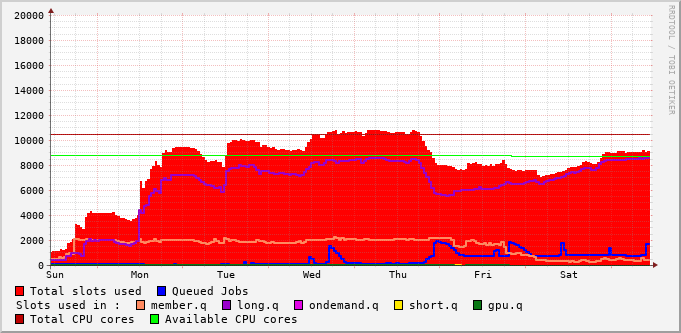 RRDTOOL / TOBI OETIKER
20000
18000
16000
14000
12000
10000
8000
6000
4000
2000
0
Sun Mon Tue Wed Thu Fri Sat
Total slots used Queued Jobs
Slots used in : member.q long.q ondemand.q short.q gpu.q
Total CPU cores Available CPU cores